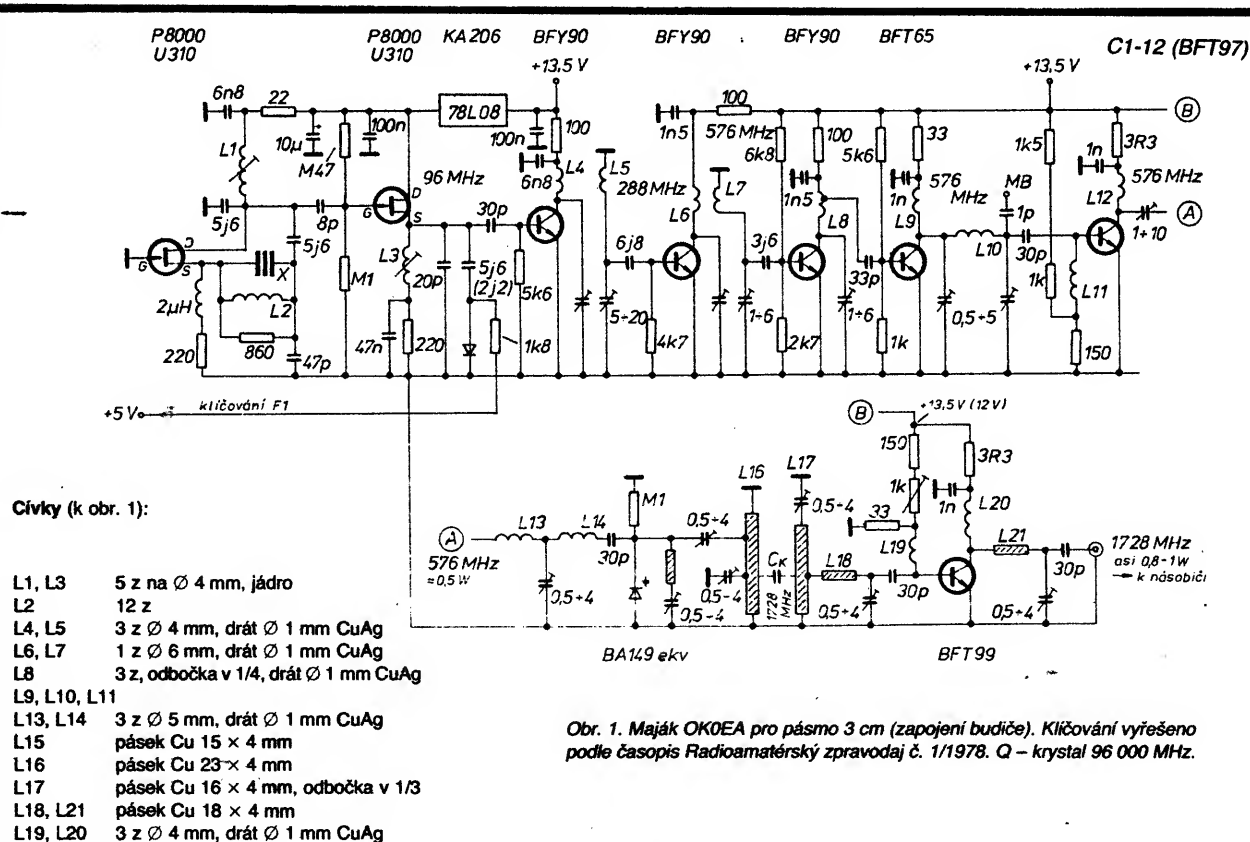 P8000 P8000 KA206 BFY90 BFY90 BFY90 BFT65 C1-12 (BFT97)
U310 U310
+13,5 V +13,5 V
6n8 22 78L08 100 B
10µ M47 100n 100n 100 1n5 576 MHz 6k8 100 5k6 33 1k5 3R3
L1 96 MHz 6n8 L4 L5 288 MHz L7 1n5 1n 576 MHz MB 1n L12 576 MHz
D L6 L8 L9 A
5j6 8p G S 30p 1p 1÷10
D 5j6 6j8 3j6 33p L10 30p
G S X L3 20p 5j6 (2j2) 5k6 5÷20 1÷6 1÷6 0,5÷5 1k L11
2µH L2 M1
220 860 47p 47n 220 1k8 4k7 2k7 1k 150
+5 V klíčování F1
B +13,5 V (12 V)
150 3R3
L16 L17 1k 1n L20
M1 0,5÷4 0,5÷4 33 L21
A L13 L14 30p L19 1728 MHz
576 MHz Cк L18 30p asi 0,8-1W
≈0,5 W 0,5÷4 0,5-4 0,5-4 1728 MHz 0,5÷4 30p 0,5÷4 → k násobiči
BA149 ekv BFT99
Cívky (k obr. 1):
L1, L3 5 z na ∅ 4 mm, jádro
L2 12 z
L4, L5 3 z ∅ 4 mm, drát ∅ 1 mm CuAg
L6, L7 1 z ∅ 6 mm, drát ∅ 1 mm CuAg
L8 3 z, odbočka v 1/4, drát ∅ 1 mm CuAg
L9, L10, L11
L13, L14 3 z ∅ 5 mm, drát ∅ 1 mm CuAg
L15 pásek Cu 15 × 4 mm
L16 pásek Cu 23 × 4 mm
L17 pásek Cu 16 × 4 mm, odbočka v 1/3
L18, L21 pásek Cu 18 × 4 mm
L19, L20 3 z ∅ 4 mm, drát ∅ 1 mm CuAg
Obr. 1. Maják OK0EA pro pásmo 3 cm (zapojení budiče). Klíčování vyřešeno
podle časopis Radioamatérský zpravodaj č. 1/1978. Q – krystal 96 000 MHz.